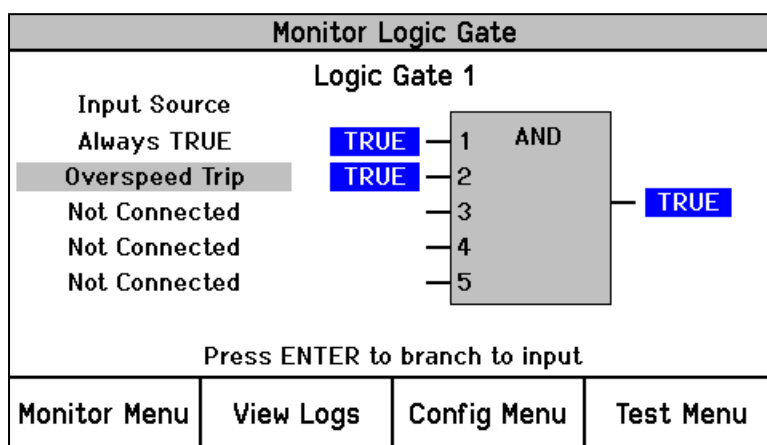 Monitor Logic Gate
Logic Gate 1
Input Source
Always TRUE TRUE 1 AND
Overspeed Trip TRUE 2
Not Connected 3 TRUE
Not Connected 4
Not Connected 5
Press ENTER to branch to input
Monitor Menu View Logs Config Menu Test Menu